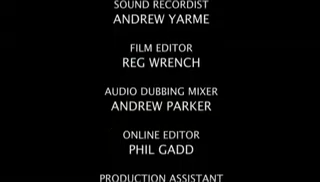 SOUND RECORDIST
ANDREW YARME
FILM EDITOR
REG WRENCH
AUDIO DUBBING MIXER
ANDREW PARKER
ONLINE EDITOR
PHIL GADD
PRODUCTION ASSISTANT